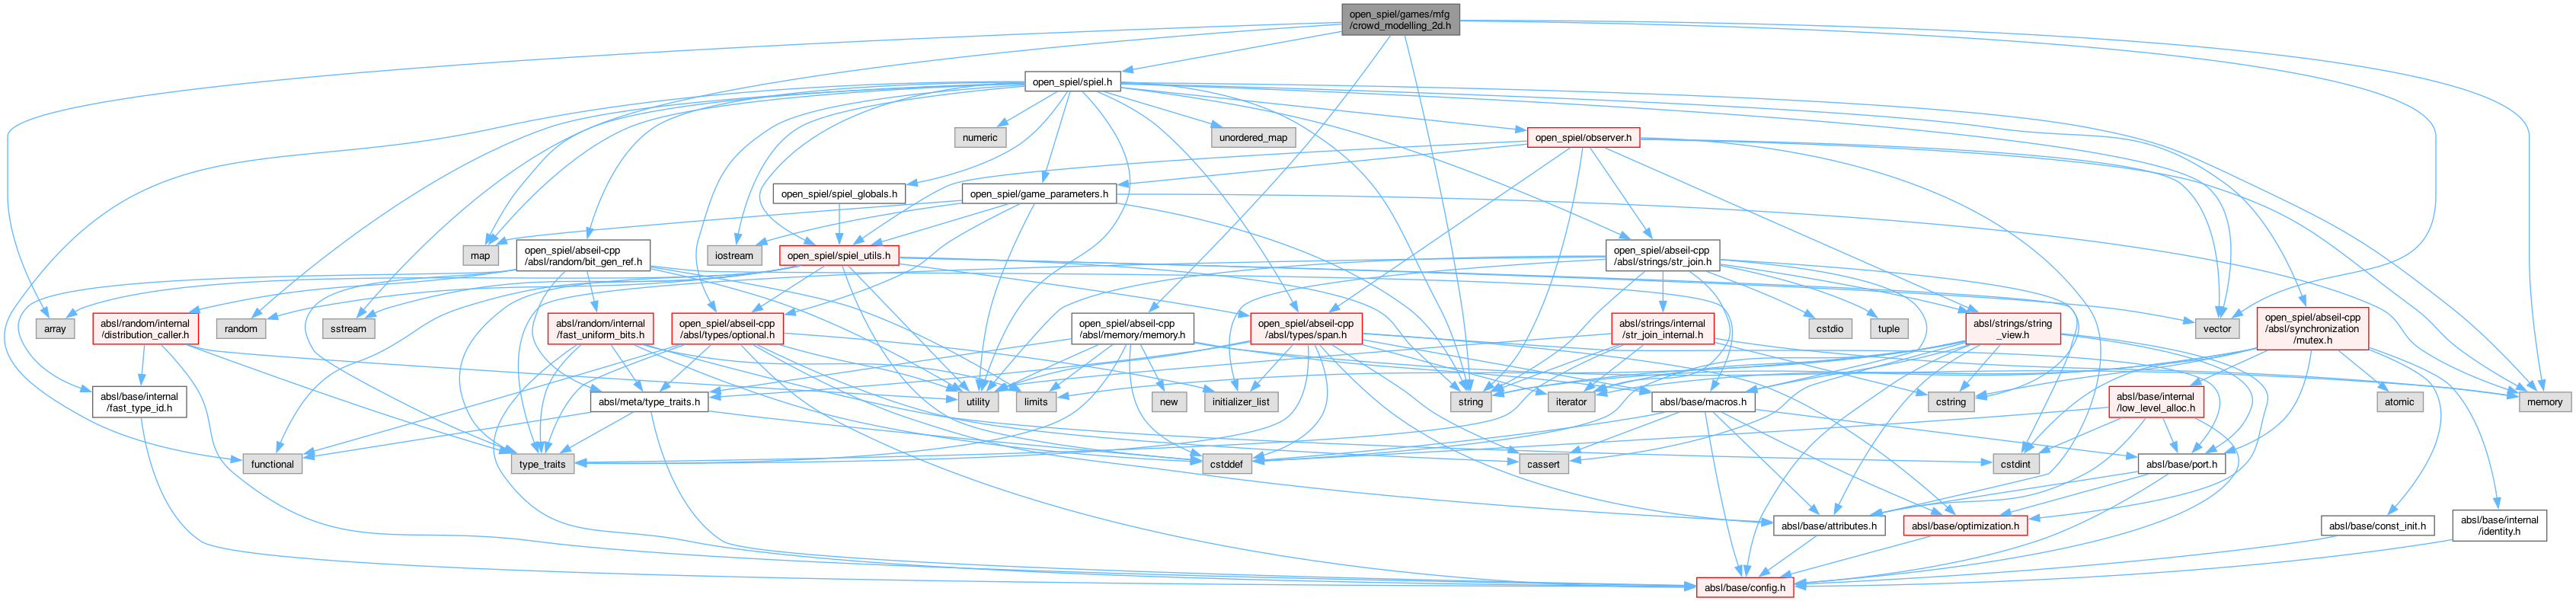 open_spiel/games/mfg
/crowd_modelling_2d.h
open_spiel/spiel.h
numeric
unordered_map
open_spiel/observer.h
open_spiel/spiel_globals.h
open_spiel/game_parameters.h
map
open_spiel/abseil-cpp
/absl/random/bit_gen_ref.h
iostream
open_spiel/spiel_utils.h
open_spiel/abseil-cpp
/absl/strings/str_join.h
array
absl/random/internal
/distribution_caller.h
random
sstream
absl/random/internal
/fast_uniform_bits.h
open_spiel/abseil-cpp
/absl/types/optional.h
open_spiel/abseil-cpp
/absl/memory/memory.h
open_spiel/abseil-cpp
/absl/types/span.h
absl/strings/internal
/str_join_internal.h
cstdio
tuple
absl/strings/string
_view.h
vector
open_spiel/abseil-cpp
/absl/synchronization
/mutex.h
absl/base/internal
/fast_type_id.h
absl/meta/type_traits.h
utility
limits
new
initializer_list
string
iterator
absl/base/macros.h
cstring
absl/base/internal
/low_level_alloc.h
atomic
memory
functional
type_traits
cstddef
cassert
cstdint
absl/base/port.h
absl/base/attributes.h
absl/base/optimization.h
absl/base/const_init.h
absl/base/internal
/identity.h
absl/base/config.h